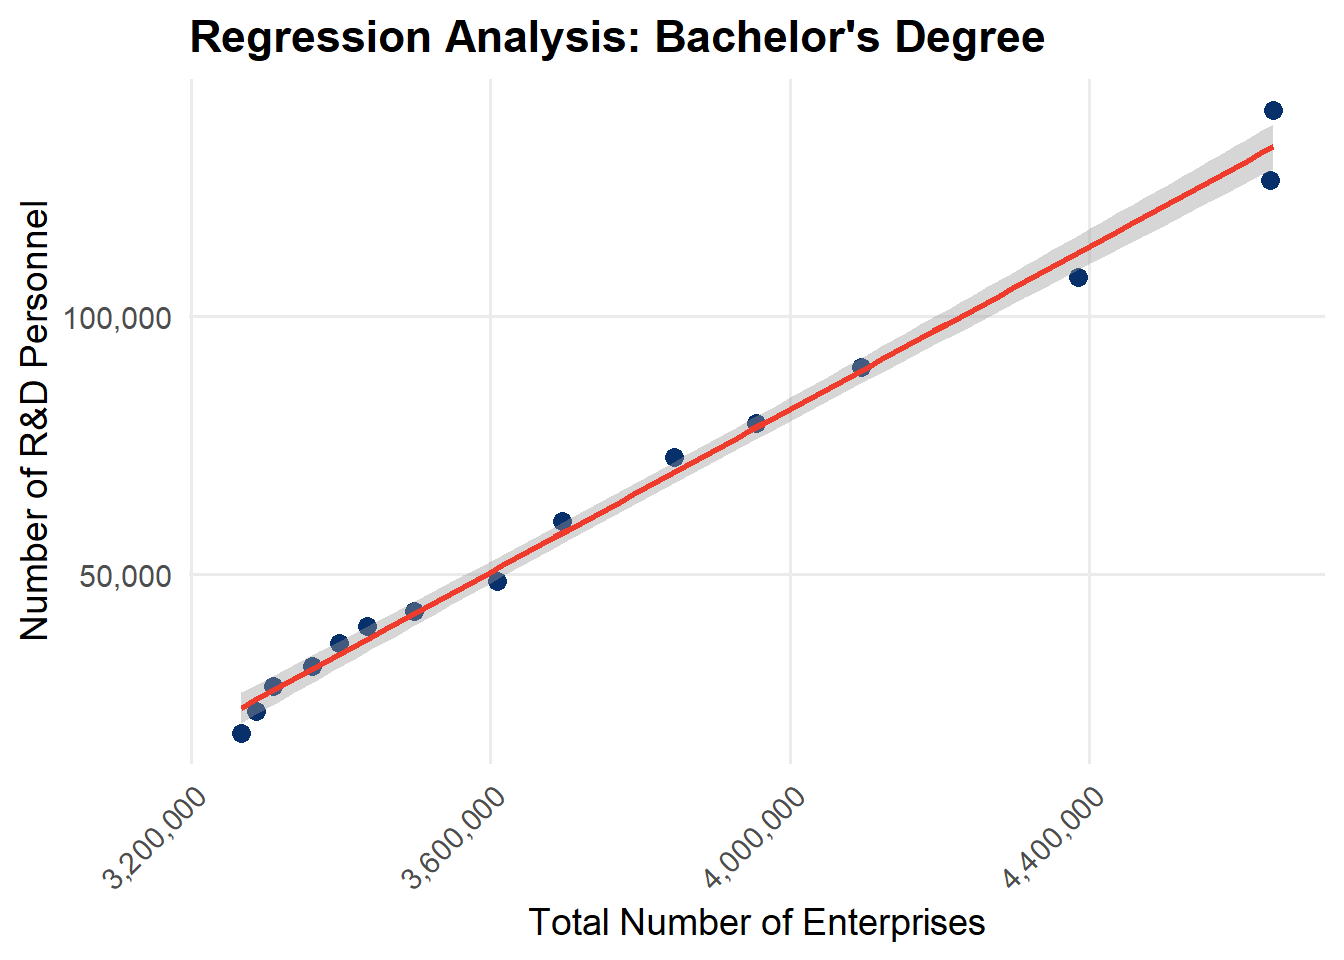 Regression Analysis: Bachelor's Degree
Number of R&D Personnel
100,000
50,000
3,200,000
3,600,000
4,000,000
4,400,000
Total Number of Enterprises